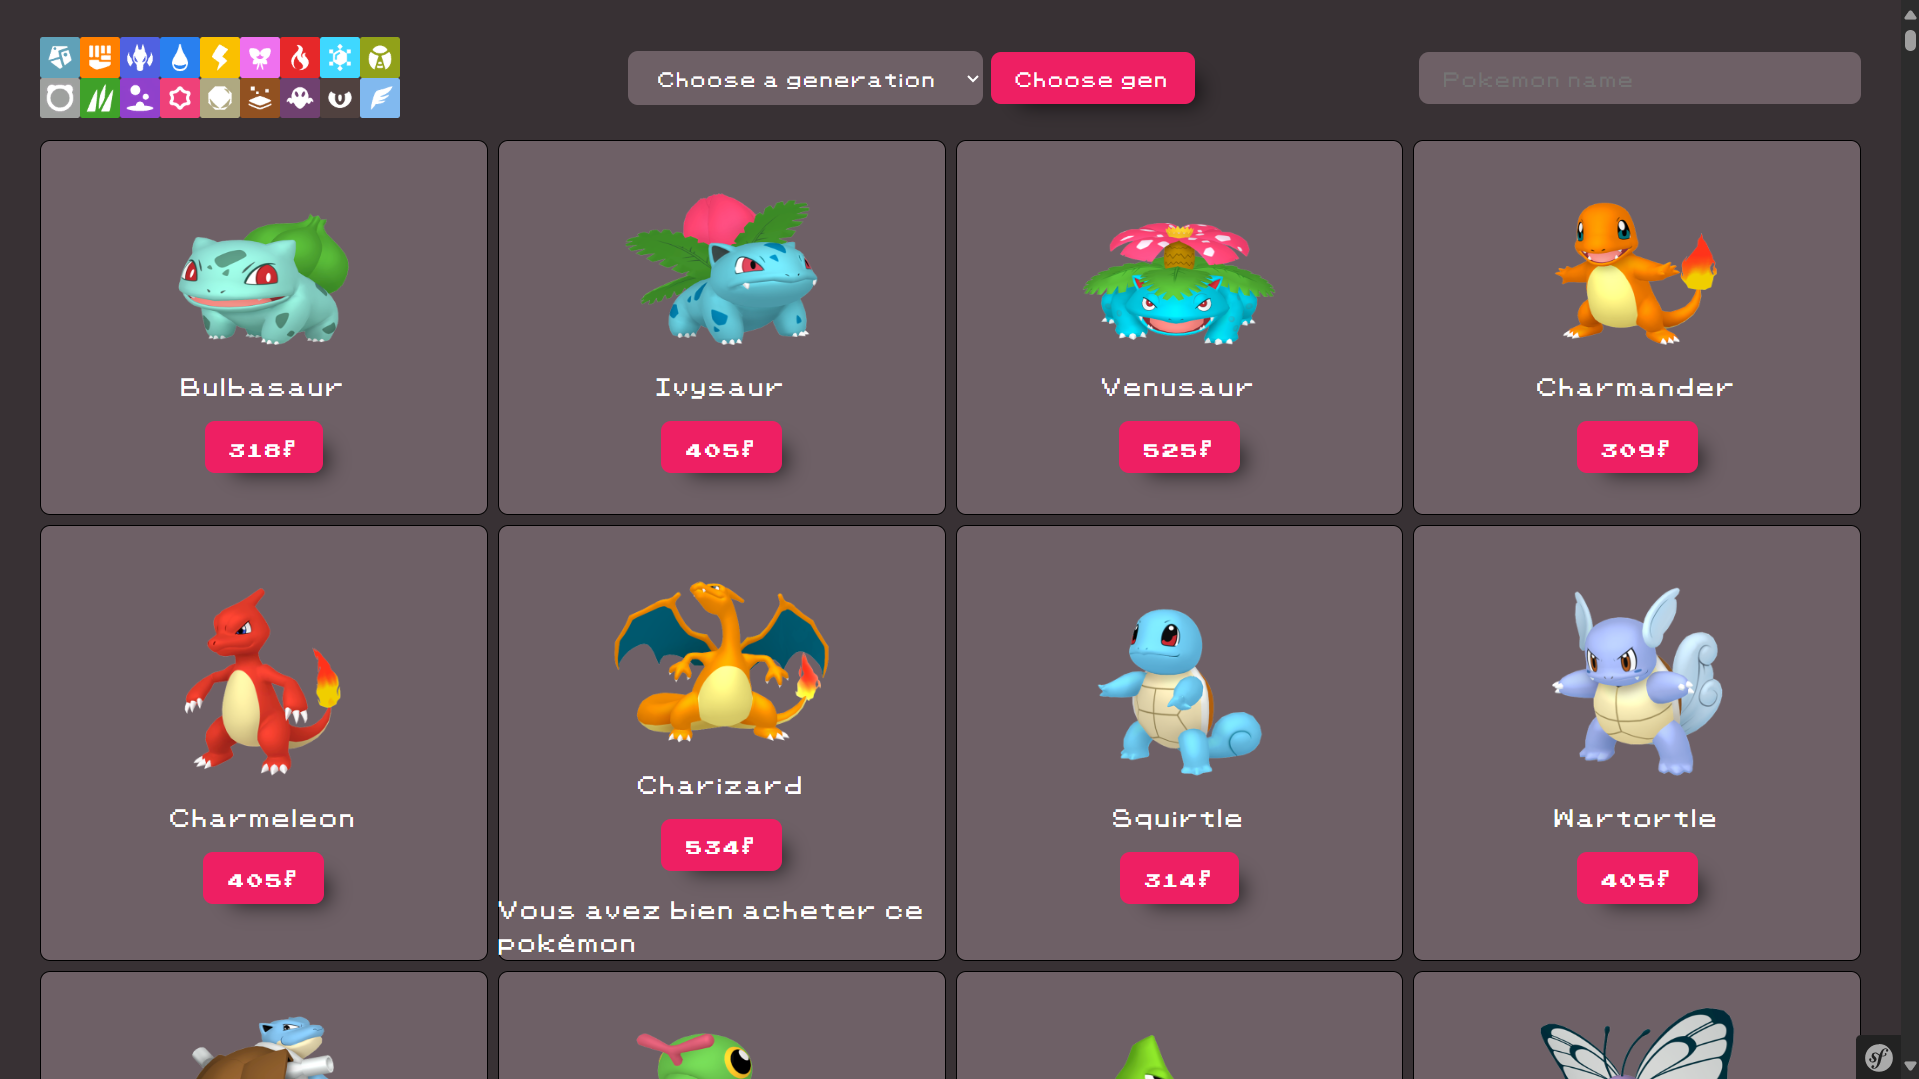 Choose a generation
Choose gen
Pokemon name
Bulbasaur
Ivysaur
Venusaur
Charmander
318₽
405₽
525₽
309₽
Charmeleon
Charizard
Squirtle
Wartortle
405₽
534₽
314₽
405₽
Vous avez bien acheter ce
pokémon
sf